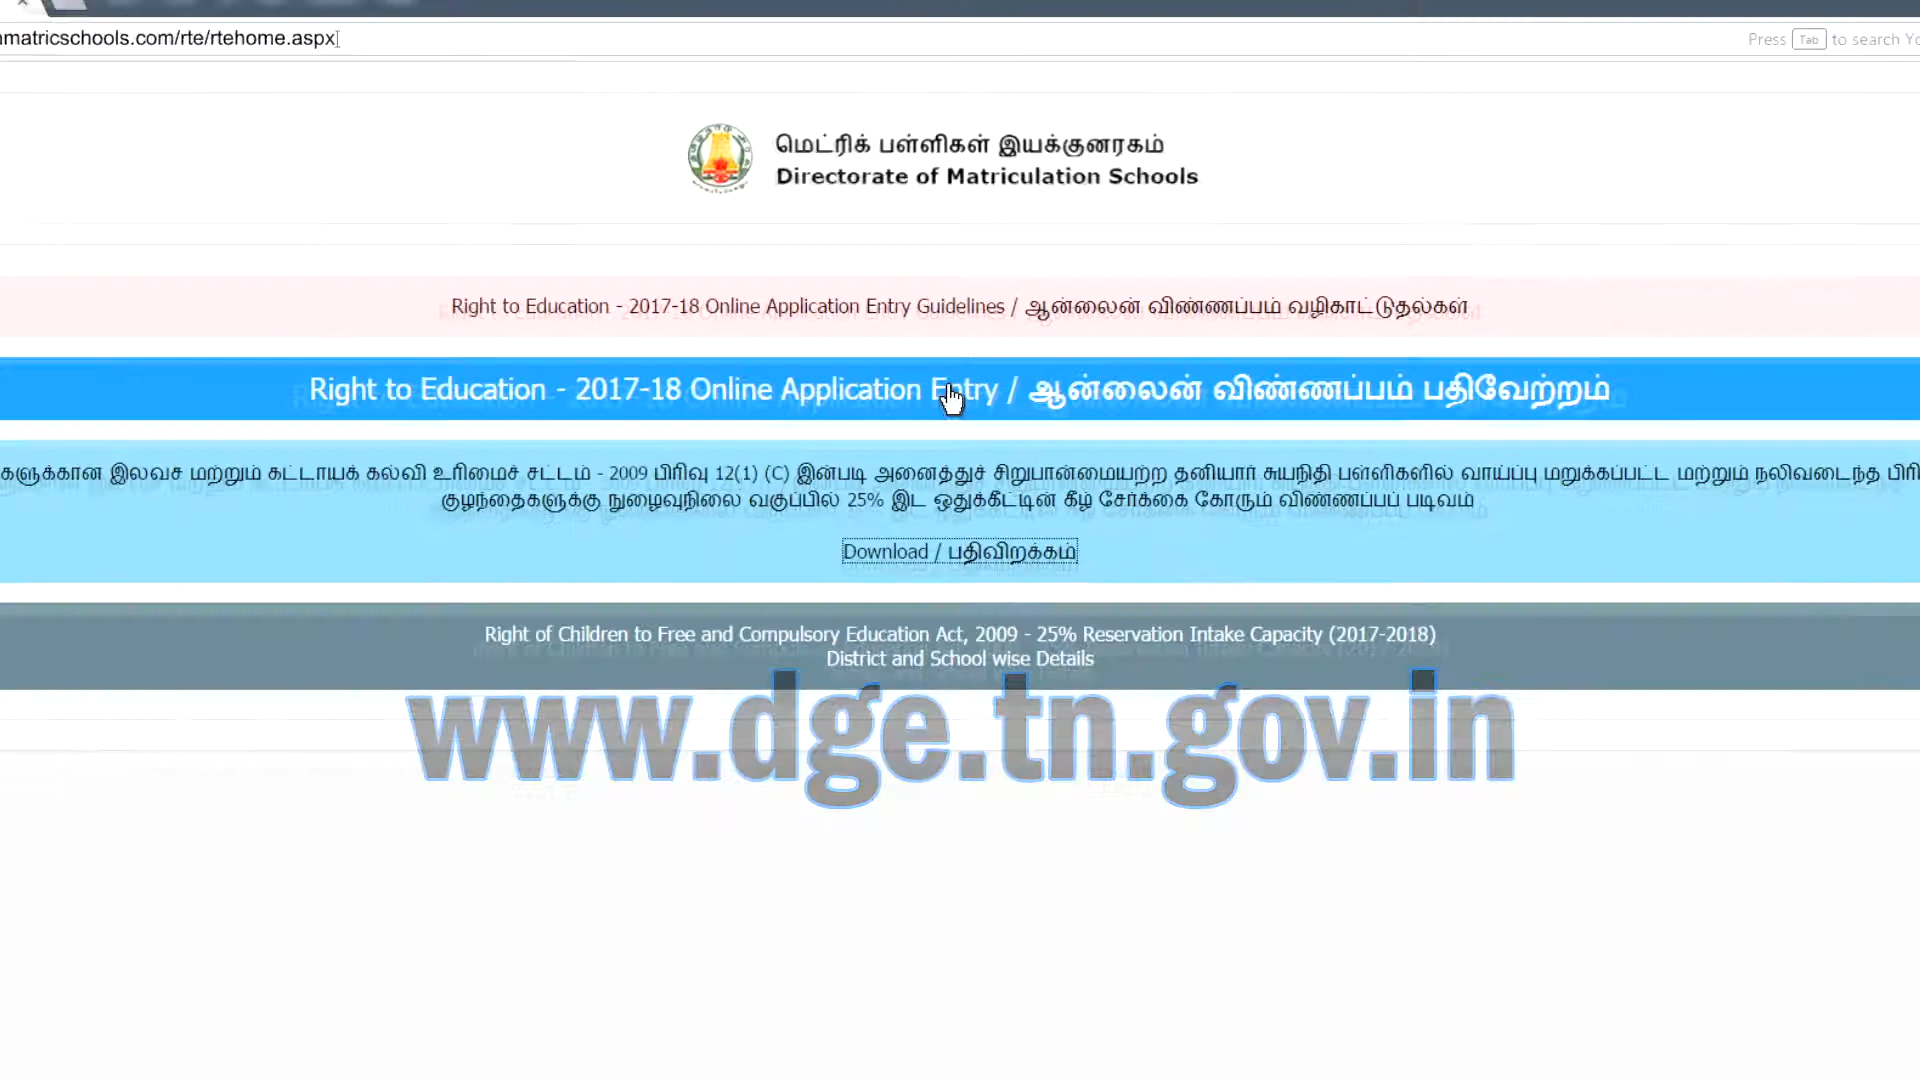 matricschools.com/rte/rtehome.aspx
Press Tab to search
மெட்ரிக் பள்ளிகள் இயக்குனரகம்
Directorate of Matriculation Schools
Right to Education - 2017-18 Online Application Entry Guidelines / ஆன்லைன் விண்ணப்பம் வழிகாட்டுதல்கள்
Right to Education - 2017-18 Online Application Entry / ஆன்லைன் விண்ணப்பம் பதிவேற்றம்
களுக்கான இலவச மற்றும் கட்டாயக் கல்வி உரிமைச் சட்டம் - 2009 பிரிவு 12(1) (C) இன்படி அனைத்துச் சிறுபான்மையற்ற தனியார் சுயநிதி பள்ளிகளில் வாய்ப்பு மறுக்கப்பட்ட மற்றும் நலிவடைந்த
குழந்தைகளுக்கு நுழைவுநிலை வகுப்பில் 25% இட ஒதுக்கீட்டின் கீழ் சேர்க்கை கோரும் விண்ணப்பப் படிவம்
Download / பதிவிறக்கம்
Right of Children to Free and Compulsory Education Act, 2009 - 25% Reservation Intake Capacity (2017-2018)
District and School wise Details
www.dge.tn.gov.in